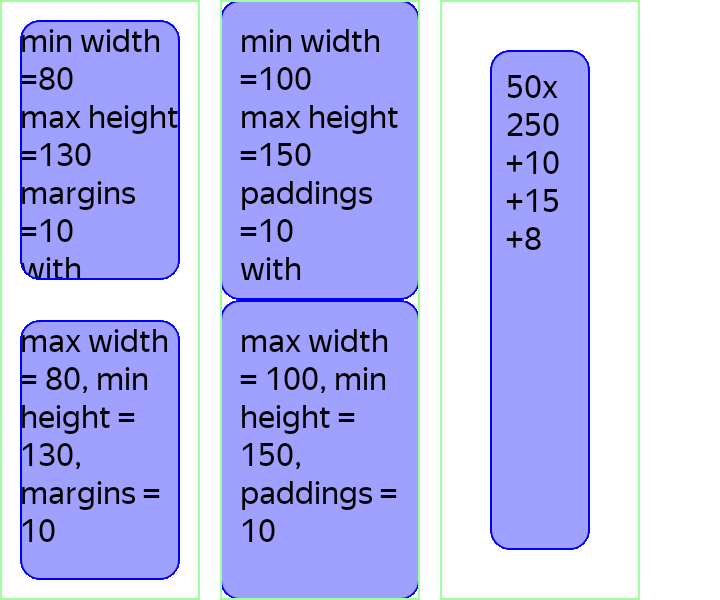 min width
=80
max height
=130
margins
=10
with
max width
= 80, min
height =
130,
margins =
10
min width
=100
max height
=150
paddings
=10
with
max width
= 100, min
height =
150,
paddings =
10
50x
250
+10
+15
+8